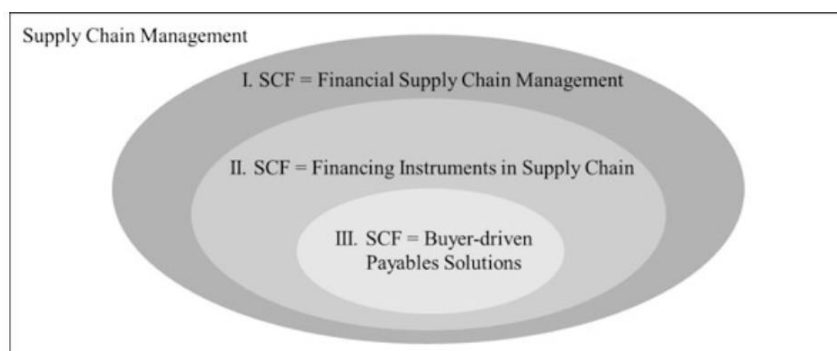 Supply Chain Management
I. SCF = Financial Supply Chain Management
II. SCF = Financing Instruments in Supply Chain
III. SCF = Buyer-driven
Payables Solutions